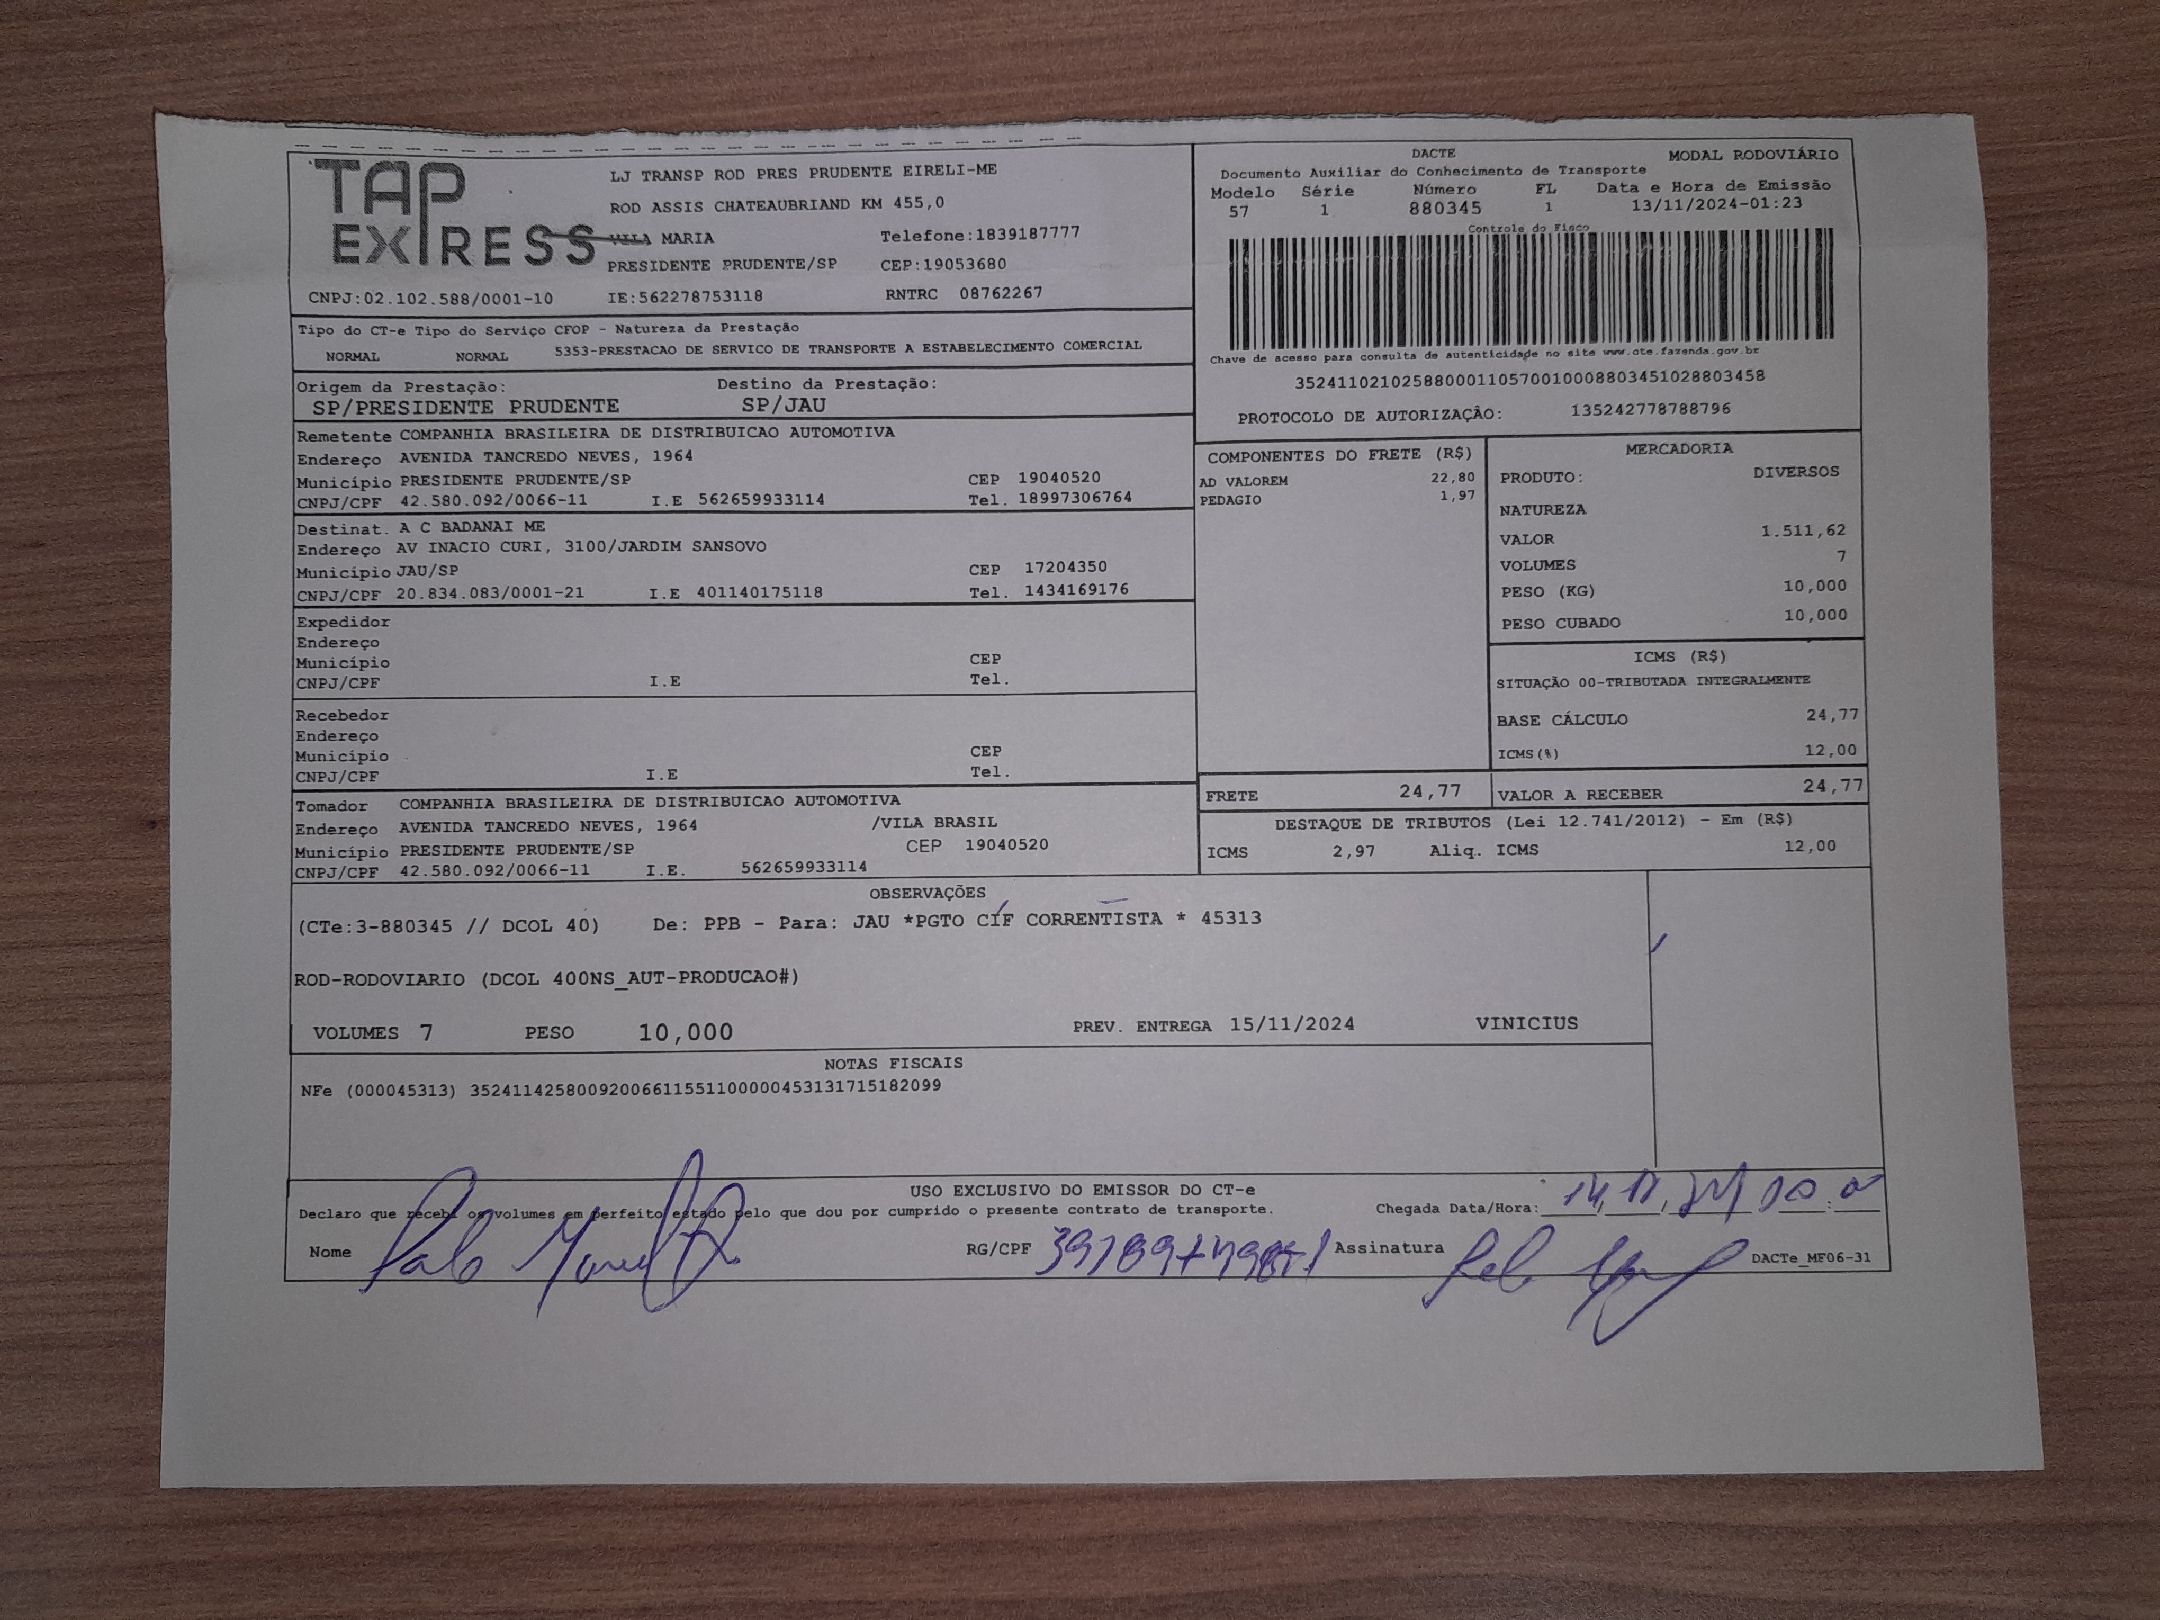 TAP EXPRESS
LJ TRANSP ROD PRES PRUDENTE EIRELI-ME
ROD ASSIS CHATEAUBRIAND KM 455,0
VILA MARIA Telefone:1839187777
PRESIDENTE PRUDENTE/SP CEP:19053680
CNPJ:02.102.588/0001-10 IE:562278753118 RNTRC 08762267
DACTE MODAL RODOVIÁRIO
Documento Auxiliar do Conhecimento de Transporte
Modelo Série Número FL Data e Hora de Emissão
57 1 880345 1 13/11/2024-01:23
Controle do Fisco
Chave de acesso para consulta de autenticidade no site www.cte.fazenda.gov.br
35241102102588000110570010008803451028803458
PROTOCOLO DE AUTORIZAÇÃO: 135242778788796
Tipo do CT-e Tipo do Serviço CFOP - Natureza da Prestação
NORMAL NORMAL 5353-PRESTACAO DE SERVICO DE TRANSPORTE A ESTABELECIMENTO COMERCIAL
Origem da Prestação: Destino da Prestação:
SP/PRESIDENTE PRUDENTE SP/JAU
Remetente COMPANHIA BRASILEIRA DE DISTRIBUICAO AUTOMOTIVA
Endereço AVENIDA TANCREDO NEVES, 1964
Município PRESIDENTE PRUDENTE/SP CEP 19040520
CNPJ/CPF 42.580.092/0066-11 I.E 562659933114 Tel. 18997306764
Destinat. A C BADANAI ME
Endereço AV INACIO CURI, 3100/JARDIM SANSOVO
Município JAU/SP CEP 17204350
CNPJ/CPF 20.834.083/0001-21 I.E 401140175118 Tel. 1434169176
Expedidor
Endereço
Município CEP
CNPJ/CPF I.E Tel.
Recebedor
Endereço
Município CEP
CNPJ/CPF I.E Tel.
Tomador COMPANHIA BRASILEIRA DE DISTRIBUICAO AUTOMOTIVA
Endereço AVENIDA TANCREDO NEVES, 1964 /VILA BRASIL
Município PRESIDENTE PRUDENTE/SP CEP 19040520
CNPJ/CPF 42.580.092/0066-11 I.E. 562659933114
COMPONENTES DO FRETE (R$)
AD VALOREM 22,80
PEDAGIO 1,97
MERCADORIA
PRODUTO: DIVERSOS
NATUREZA
VALOR 1.511,62
VOLUMES 7
PESO (KG) 10,000
PESO CUBADO 10,000
ICMS (R$)
SITUAÇÃO 00-TRIBUTADA INTEGRALMENTE
BASE CÁLCULO 24,77
ICMS(%) 12,00
FRETE 24,77 VALOR A RECEBER 24,77
DESTAQUE DE TRIBUTOS (Lei 12.741/2012) - Em (R$)
ICMS 2,97 Aliq. ICMS 12,00
OBSERVAÇÕES
(CTe:3-880345 // DCOL 40) De: PPB - Para: JAU *PGTO CIF CORRENTISTA * 45313
ROD-RODOVIARIO (DCOL 400NS_AUT-PRODUCAO#)
VOLUMES 7 PESO 10,000 PREV. ENTREGA 15/11/2024 VINICIUS
NOTAS FISCAIS
NFe (000045313) 35241142580092006611551100000453131715182099
USO EXCLUSIVO DO EMISSOR DO CT-e
Declaro que recebi os volumes em perfeito estado pelo que dou por cumprido o presente contrato de transporte. Chegada Data/Hora:
Nome RG/CPF Assinatura DACTe_MF06-31